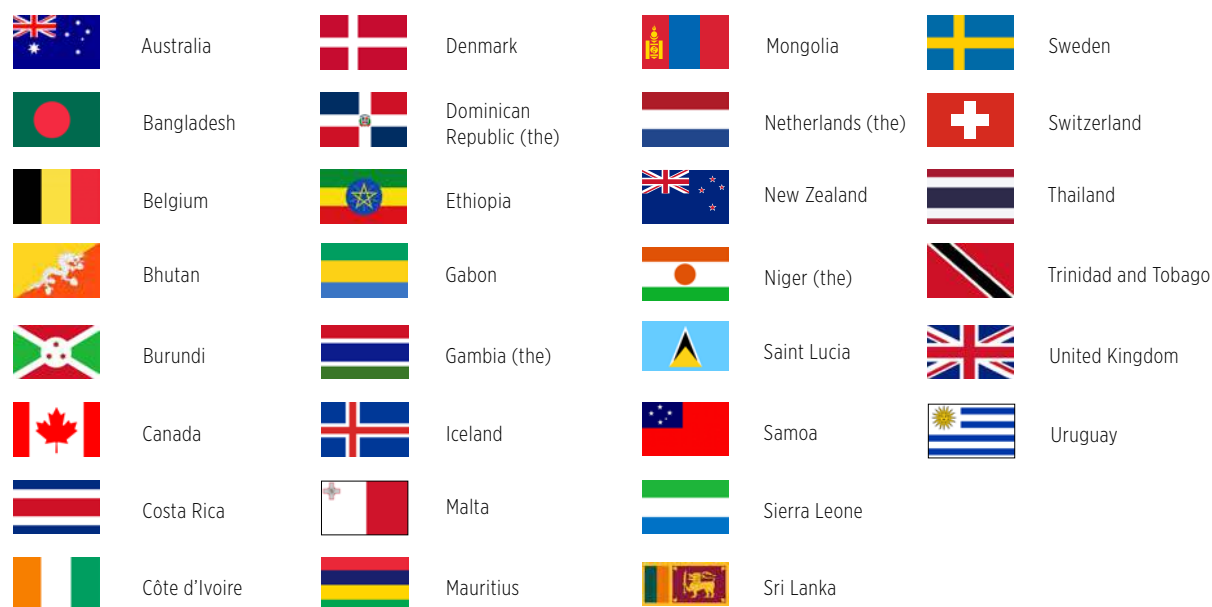 Australia
Bangladesh
Belgium
Bhutan
Burundi
Canada
Costa Rica
Côte d’Ivoire
Denmark
Dominican
Republic (the)
Ethiopia
Gabon
Gambia (the)
Iceland
Malta
Mauritius
Mongolia
Netherlands (the)
New Zealand
Niger (the)
Saint Lucia
Samoa
Sierra Leone
Sri Lanka
Sweden
Switzerland
Thailand
Trinidad and Tobago
United Kingdom
Uruguay